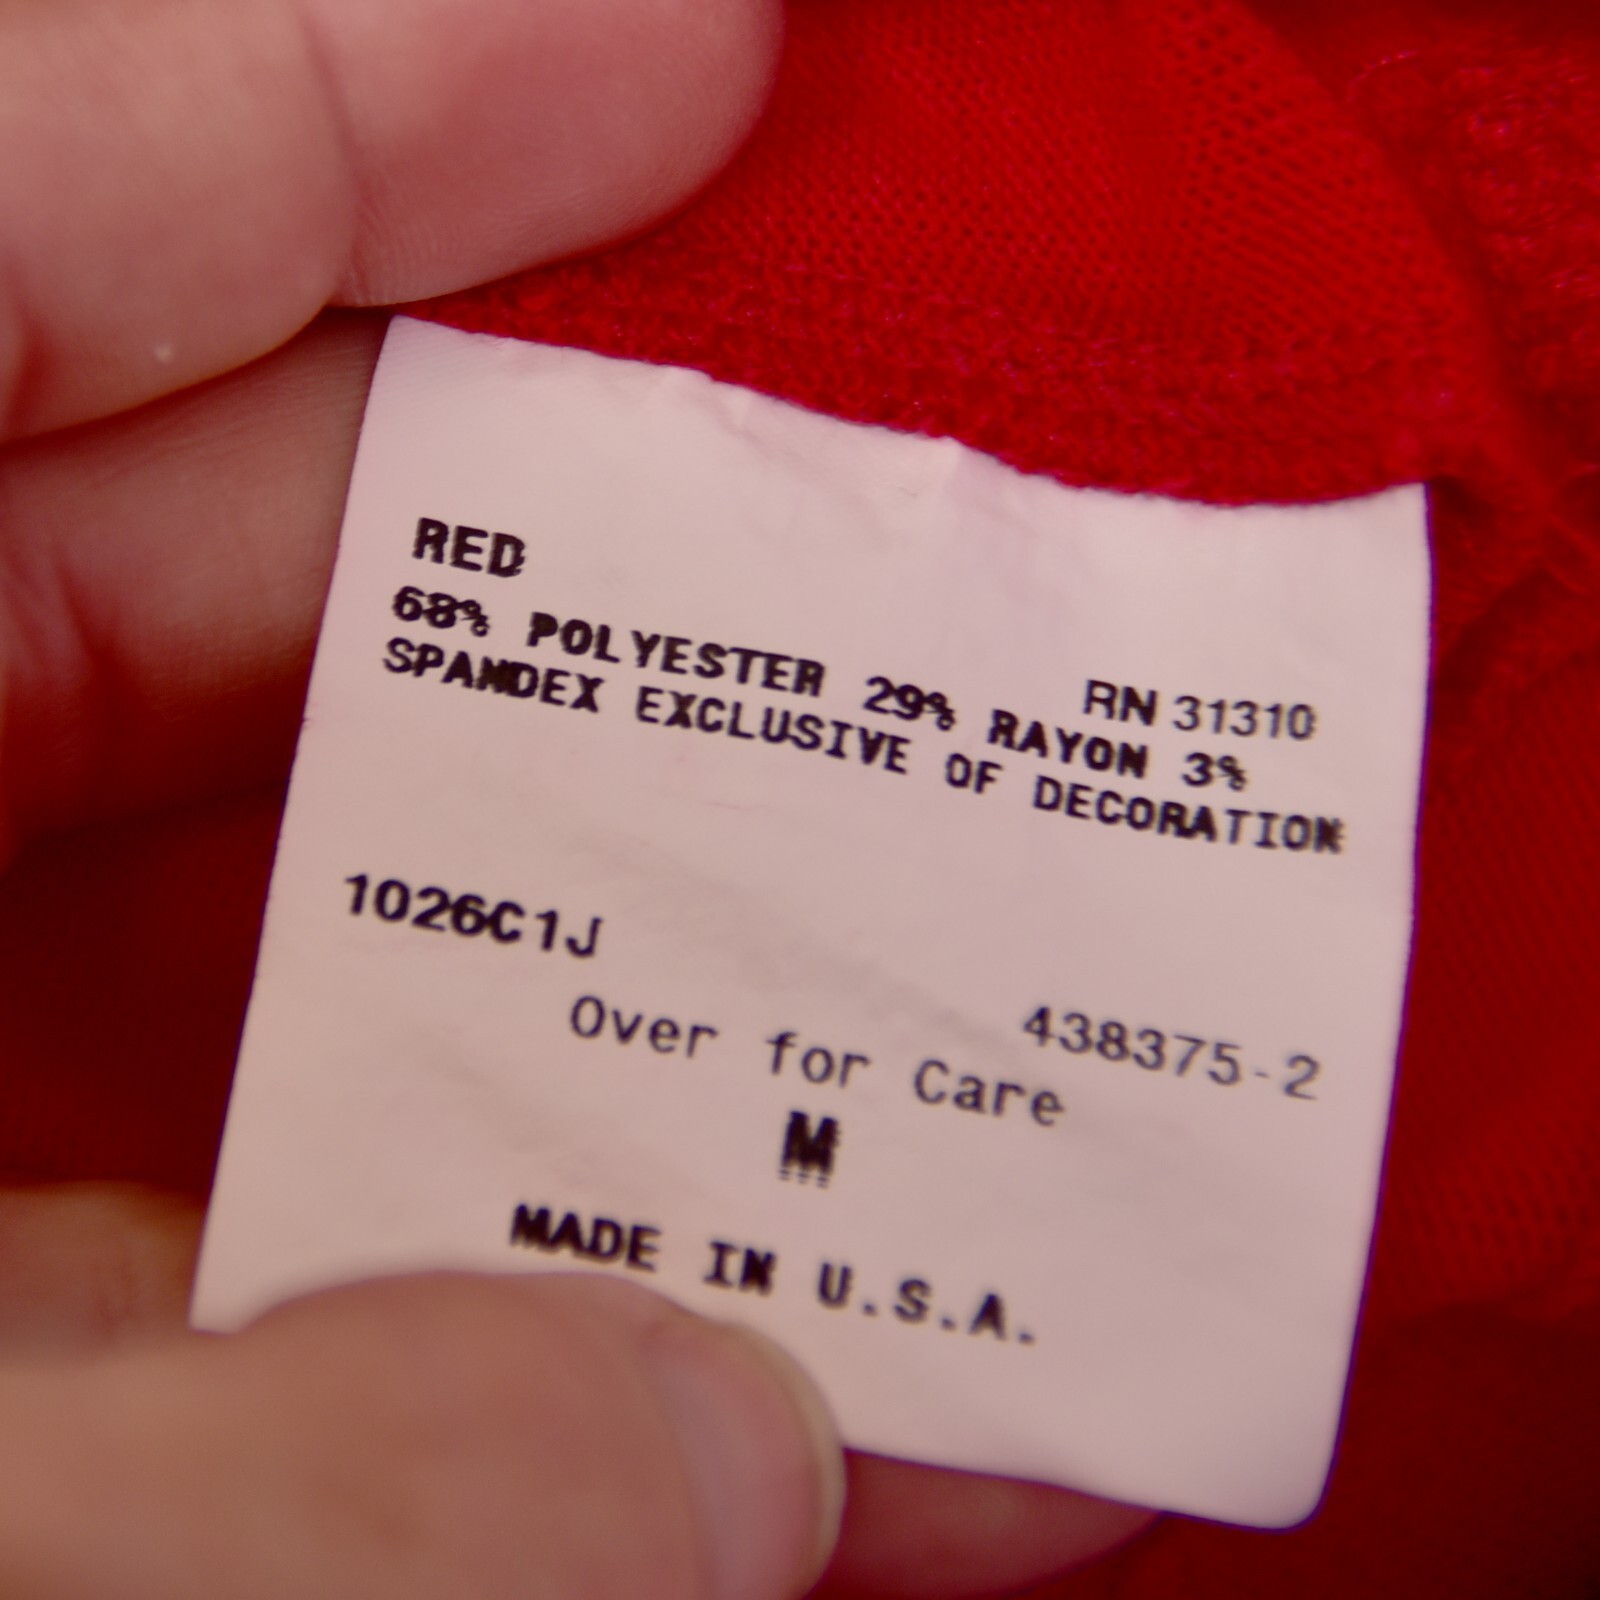 RED
RN 31310
68% POLYESTER 29% RAYON 3%
SPANDEX EXCLUSIVE OF DECORATION
1026C1J
438375-2
Over for Care
M
MADE IN U.S.A.